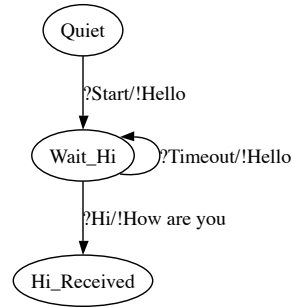 Quiet
?Start/!Hello
Wait_Hi
?Timeout/!Hello
?Hi/!How are you
Hi_Received